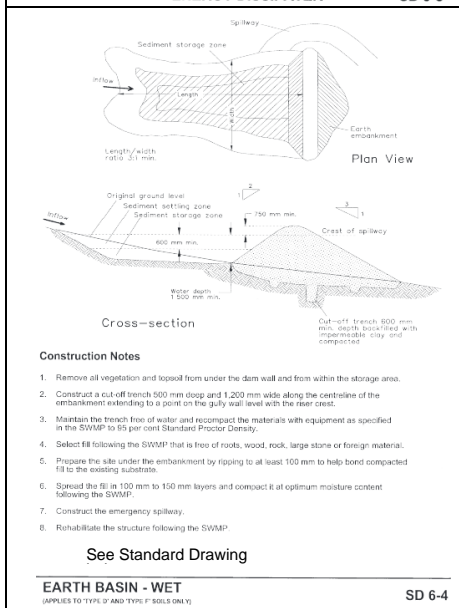 Spillway
Sediment storage zone
Inflow
Length
Width
Length/width
ratio 3:1 min.
Earth
embankment
Plan View
Original ground level
Sediment settling zone
Sediment storage zone
Inflow
1
2
3
1
750 mm min.
600 mm min.
Crest of spillway
Water depth
1 500 mm min.
Cross-section
Cut-off trench 600 mm
min. depth backfilled with
impermeable clay and
compacted
Construction Notes
1. Remove all vegetation and topsoil from under the dam wall and from within the storage area.
2. Construct a cut-off trench 500 mm deep and 1,200 mm wide along the centreline of the
embankment extending to a point on the gully wall level with the riser crest.
3. Maintain the trench free of water and recompact the materials with equipment as specified
in the SWMP to 95 per cent Standard Proctor Density.
4. Select fill following the SWMP that is free of roots, wood, rock, large stone or foreign material.
5. Prepare the site under the embankment by ripping to at least 100 mm to help bond compacted
fill to the existing substrate.
6. Spread the fill in 100 mm to 150 mm layers and compact it at optimum moisture content
following the SWMP.
7. Construct the emergency spillway.
8. Rehabilitate the structure following the SWMP.
See Standard Drawing
EARTH BASIN - WET
(APPLIES TO 'TYPE D' AND 'TYPE F' SOILS ONLY)
SD 6-4